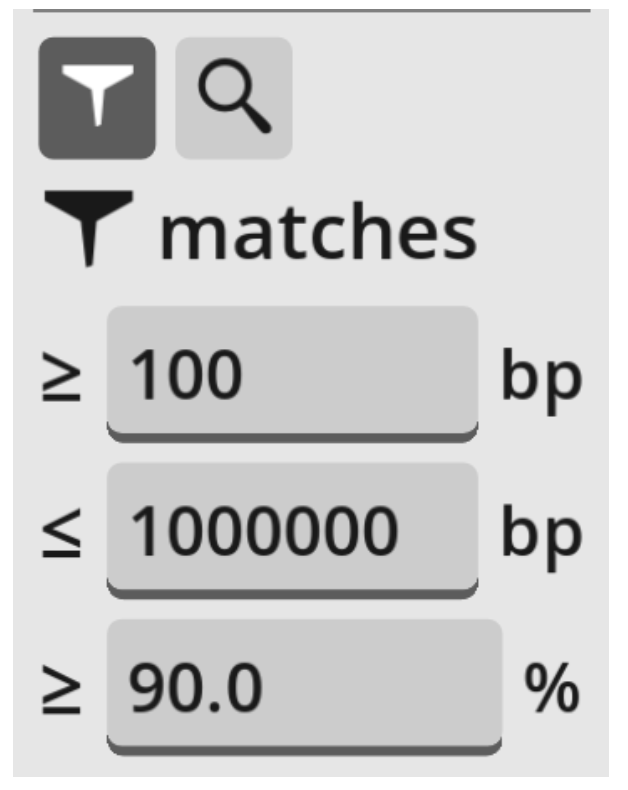 matches
≥ 100 bp
≤ 1000000 bp
≥ 90.0 %